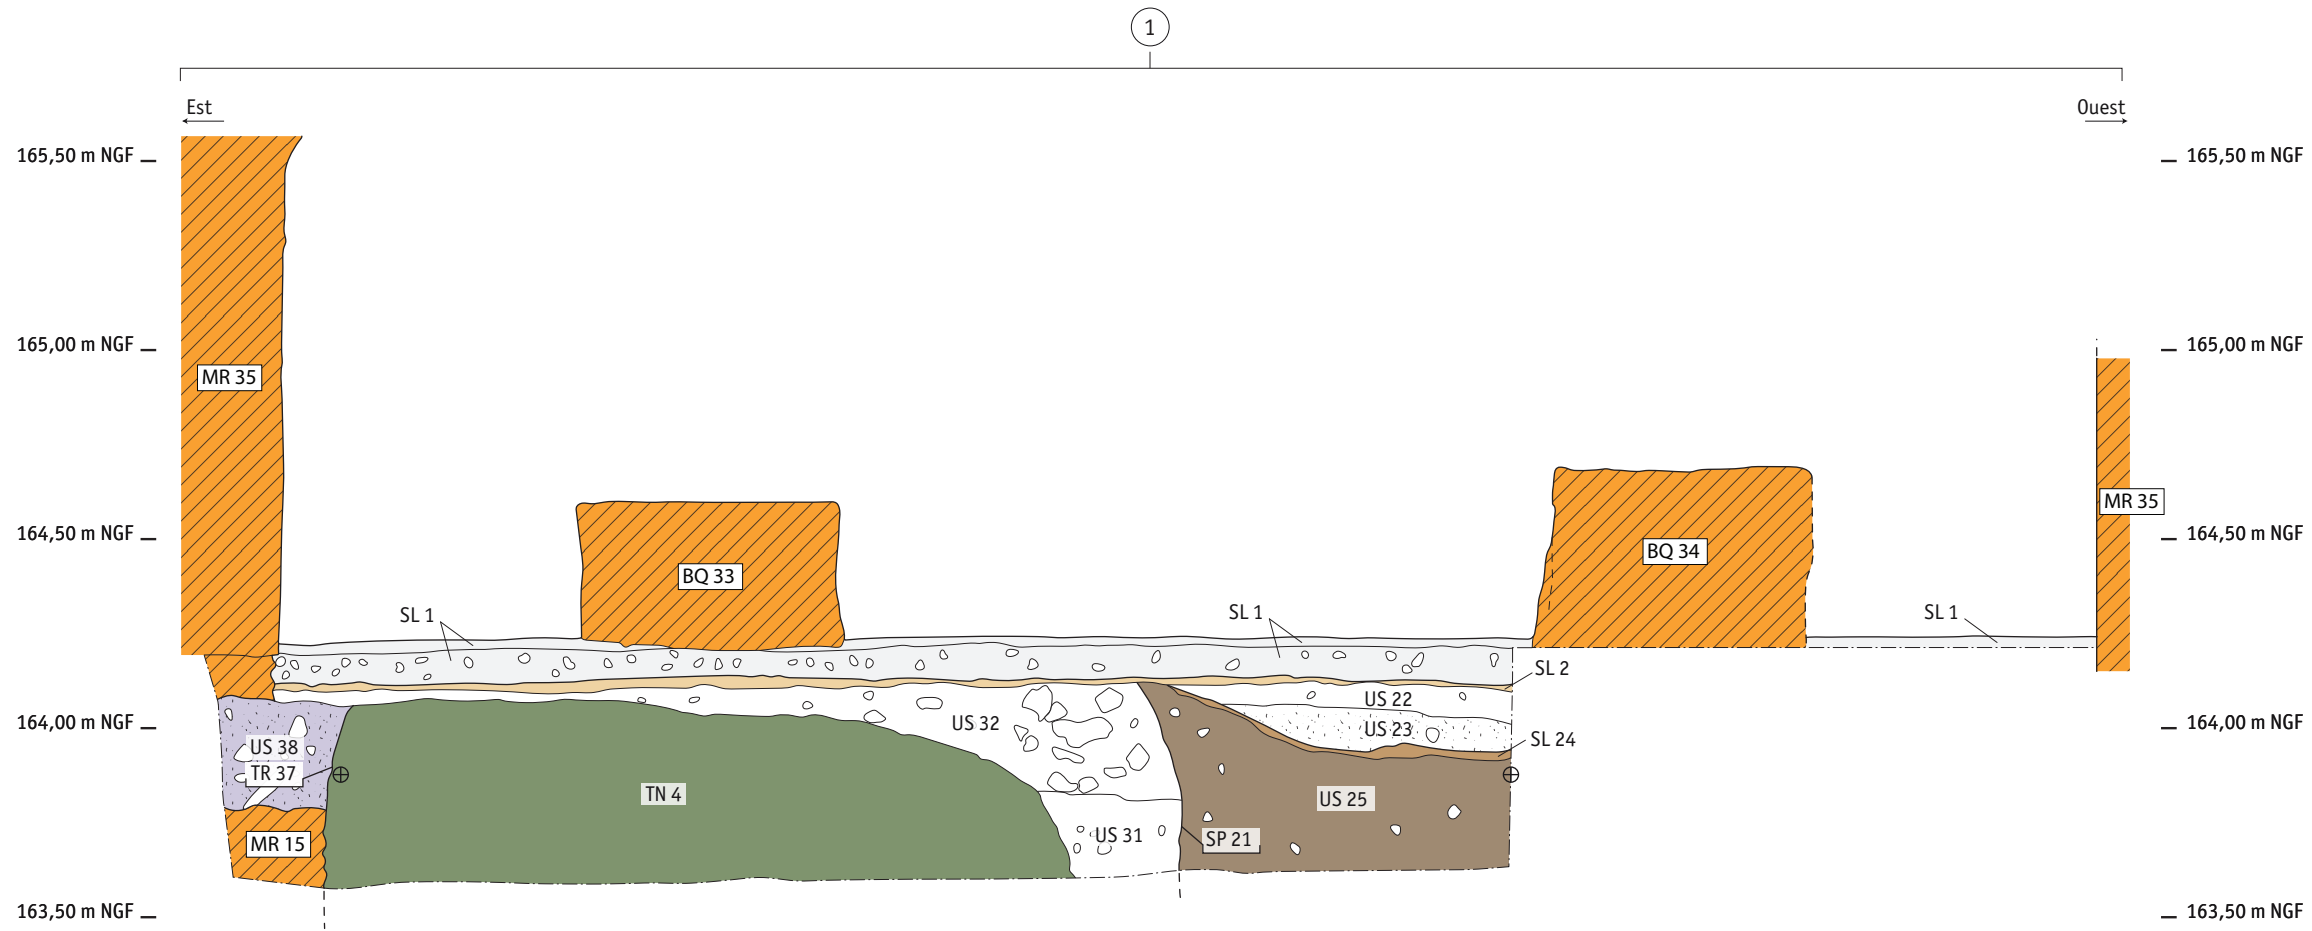 1
Est
Ouest
165,50 m NGF
165,50 m NGF
165,00 m NGF
165,00 m NGF
MR 35
MR 35
164,50 m NGF
164,50 m NGF
BQ 34
BQ 33
SL 1
SL 1
SL 1
SL 2
US 22
164,00 m NGF
164,00 m NGF
US 32
US 23
SL 24
US 38
TR 37
TN 4
US 25
US 31
SP 21
MR 15
163,50 m NGF
163,50 m NGF